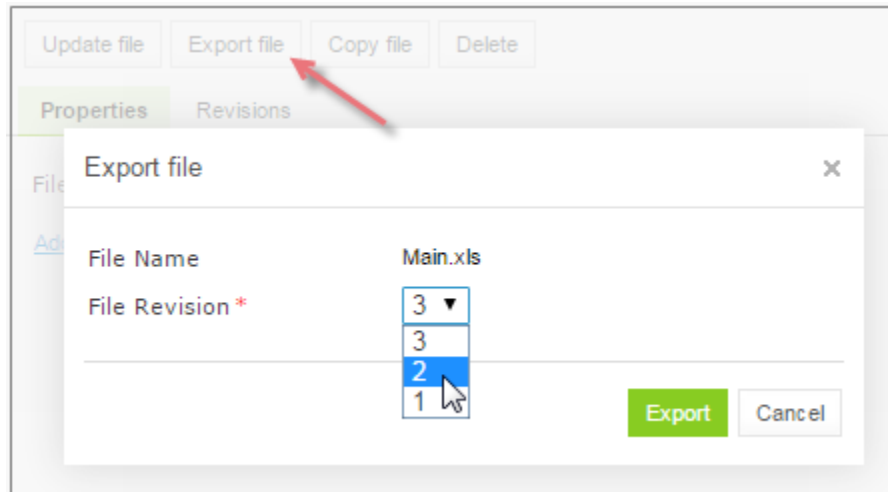 Update file Export file Copy file Delete
Properties Revisions
Export file ×
File
File Name Main.xls
File Revision * 3
3
2
1
Export Cancel